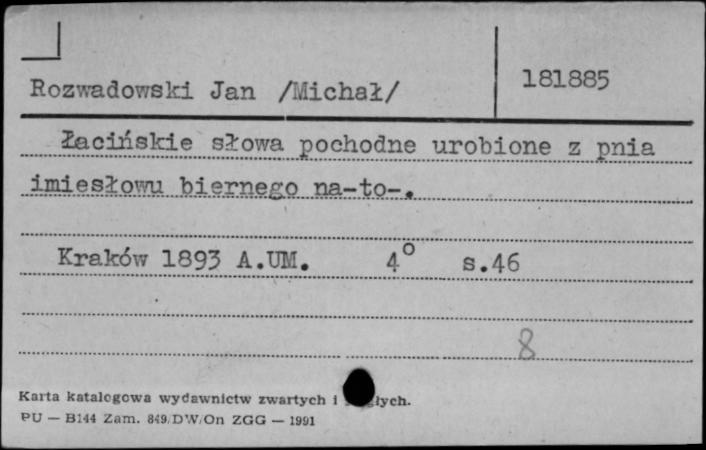 Rozwadowski Jan /Michał/
181885
Łacińskie słowa pochodne urobione z pnia
imiesłowu biernego na-to-.
Kraków 1893 A.UM. 4° s.46
8
Karta katalogowa wydawnictw zwartych i
PU — B144 Zam. 849/DW/On ZGG — 1991